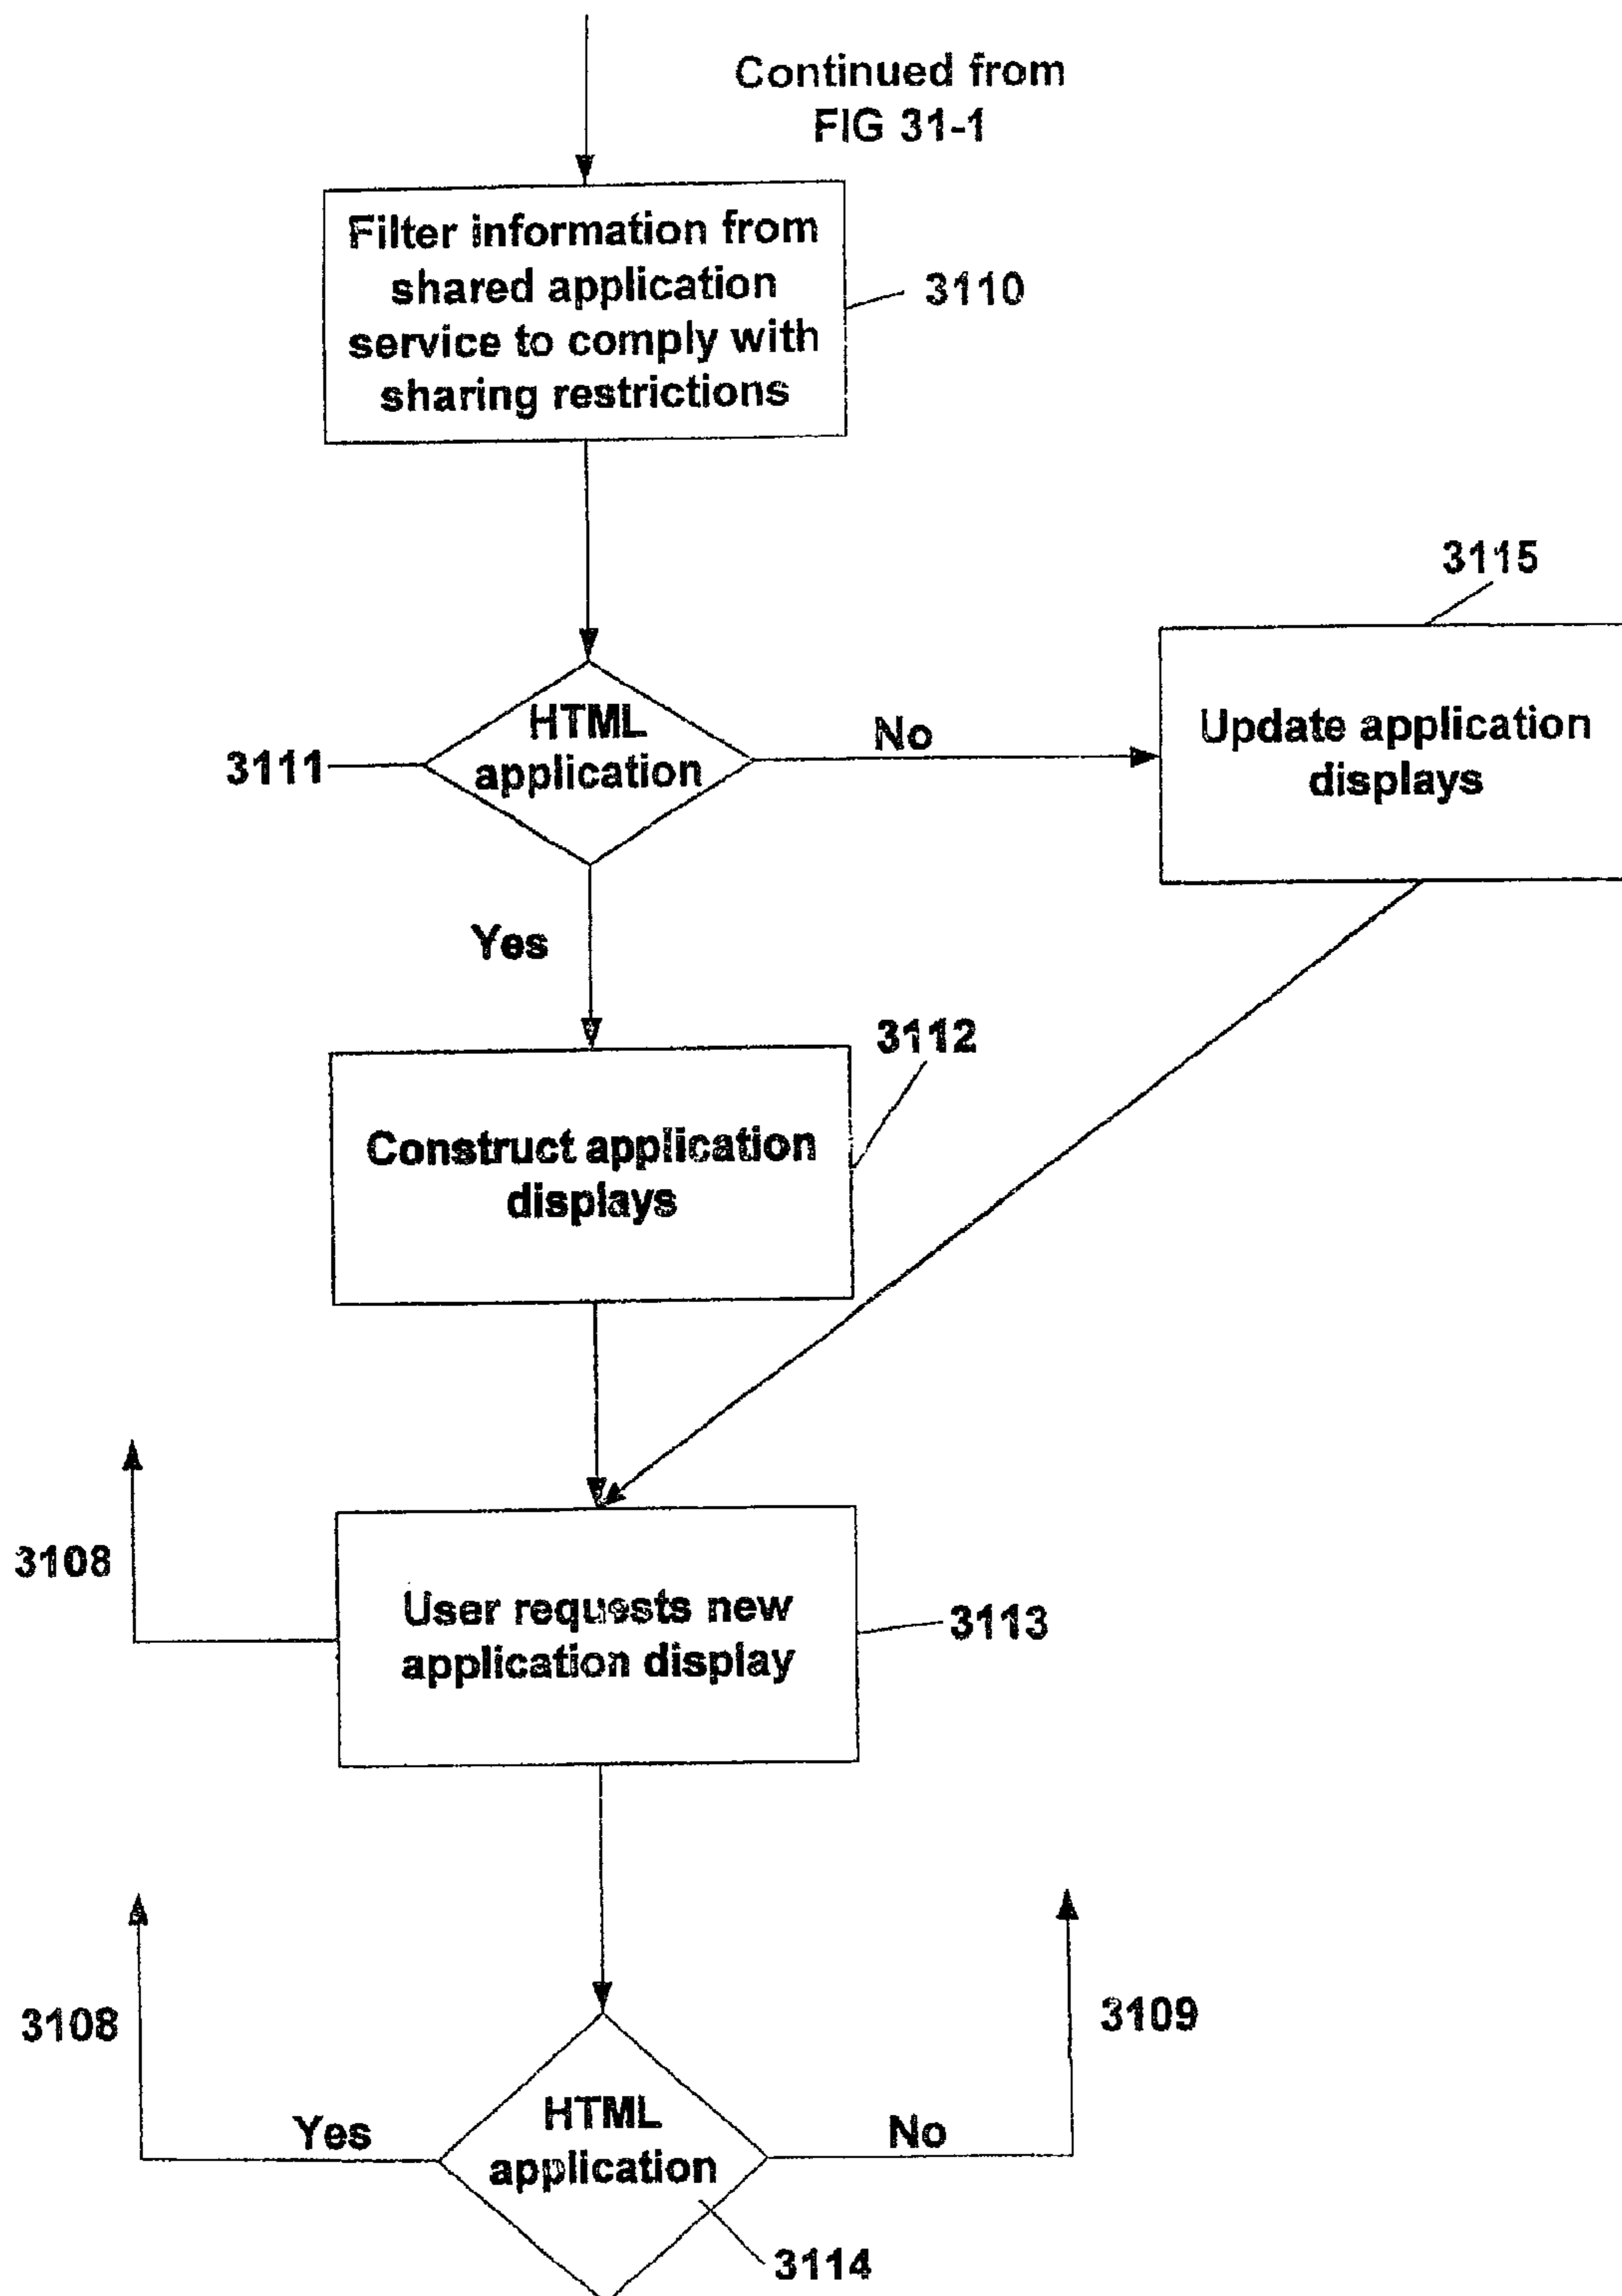 Continued from
FIG 31-1
Filter information from
shared application
service to comply with
sharing restrictions
3110
3115
HTML
application
3111
No
Update application
displays
Yes
3112
Construct application
displays
3108
User requests new
application display
3113
3108
3109
Yes
HTML
application
No
3114